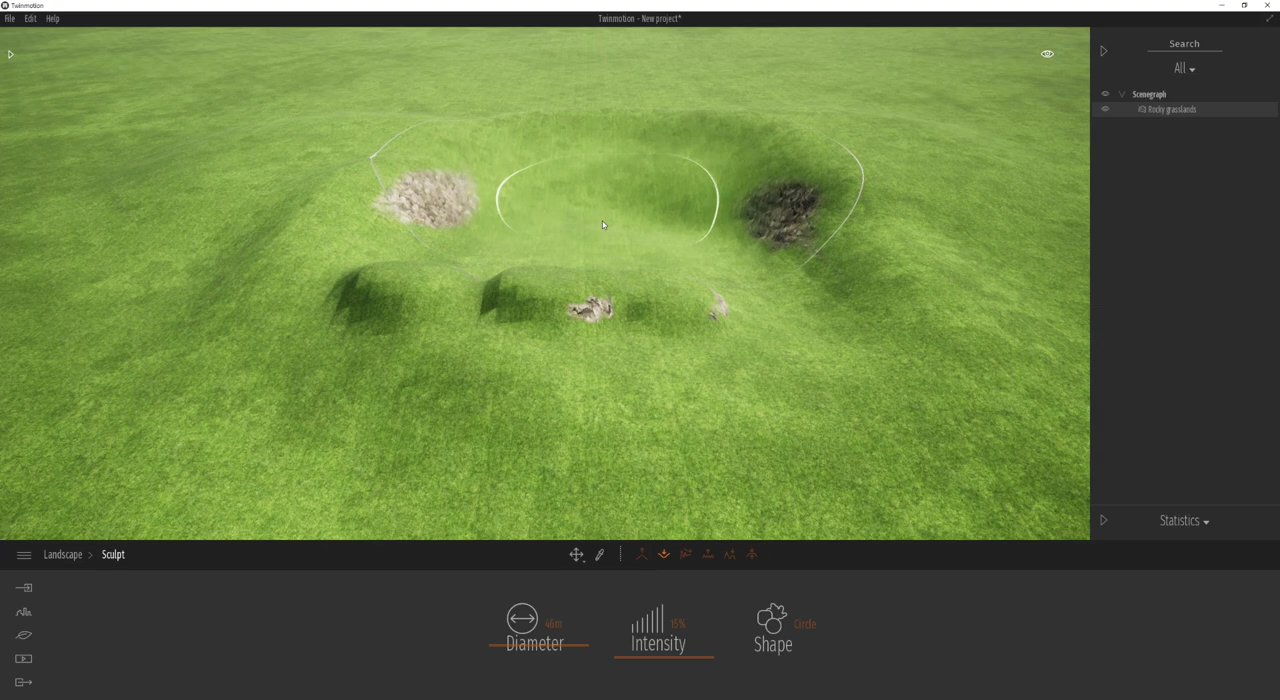 Twinmotion
File Edit Help
Twinmotion - New project*
Search
All
Scenegraph
Rocky grasslands
Statistics
Landscape > Sculpt
46m
Diameter
15%
Intensity
Circle
Shape